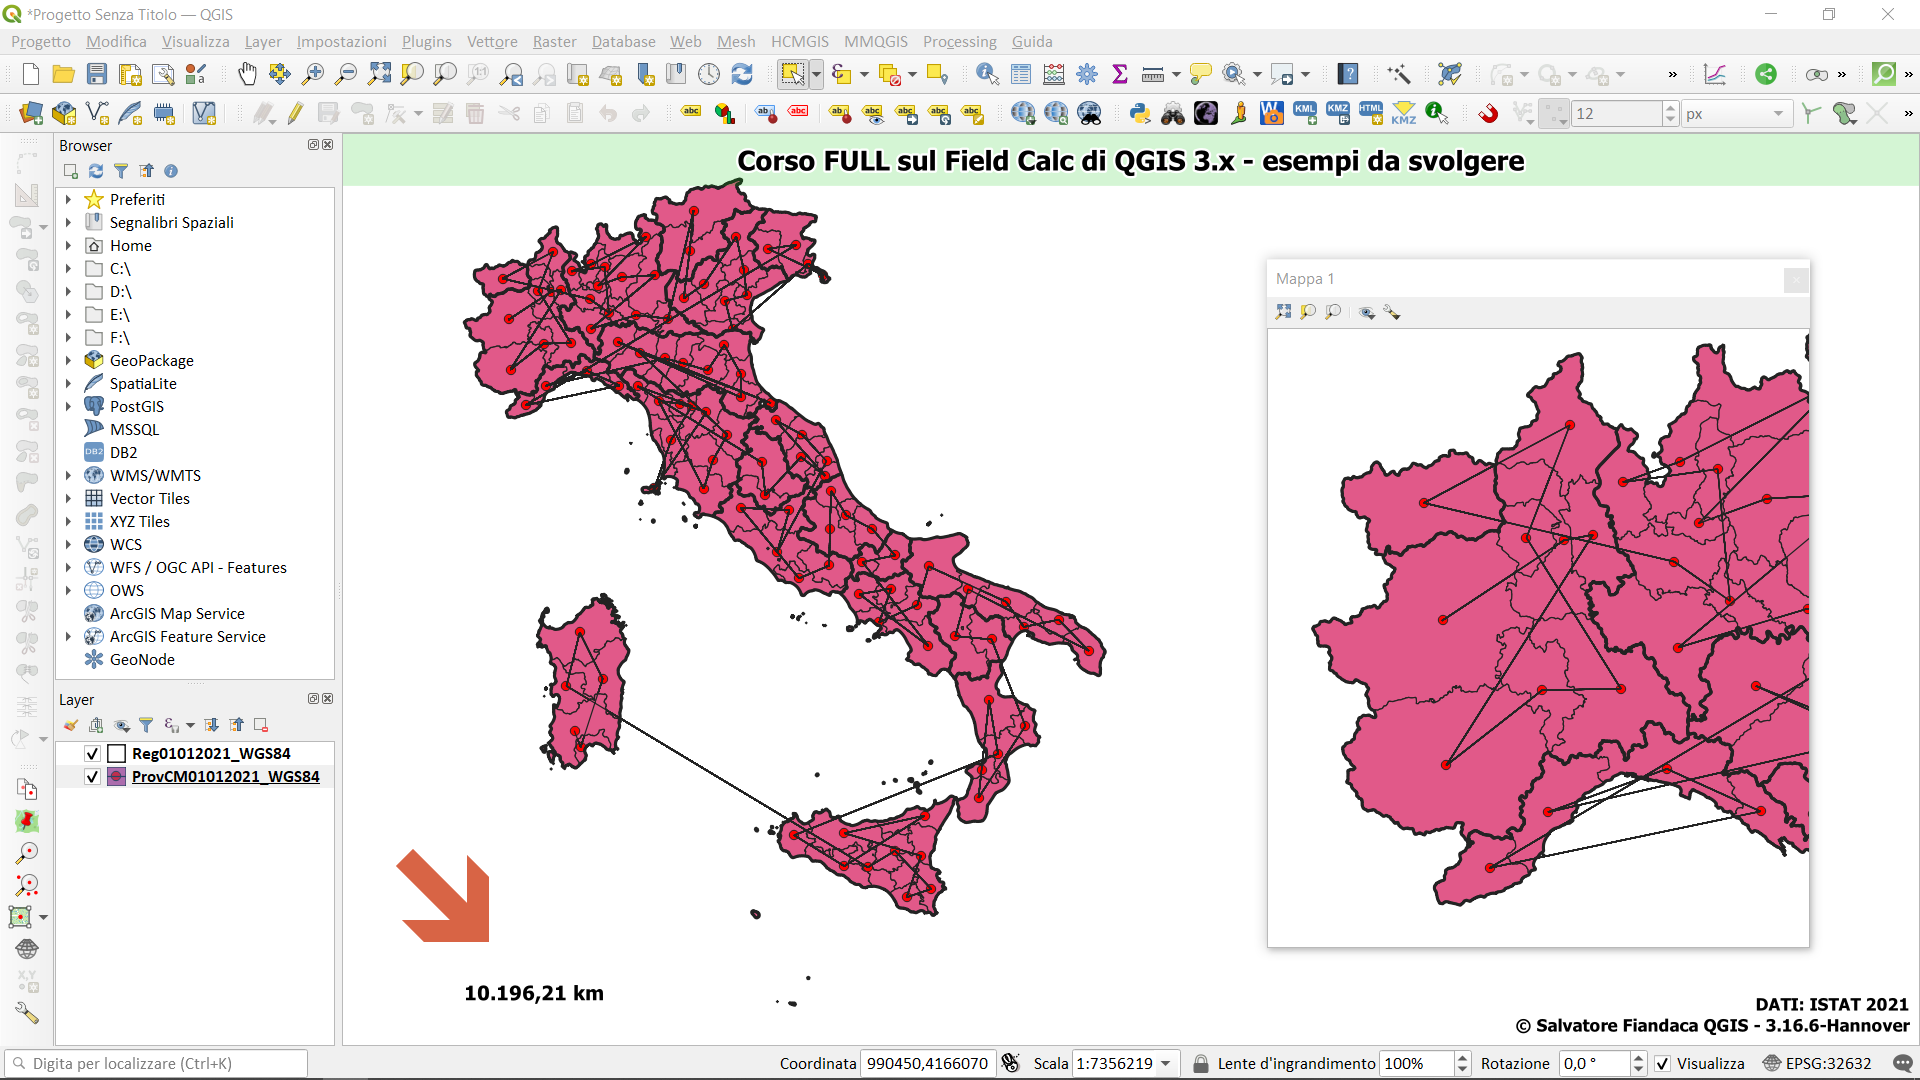 *Progetto Senza Titolo — QGIS
Progetto Modifica Visualizza Layer Impostazioni Plugins Vettore Raster Database Web Mesh HCMGIS MMQGIS Processing Guida
12 px
Browser
Preferiti
Segnalibri Spaziali
Home
C:\
D:\
E:\
F:\
GeoPackage
SpatiaLite
PostGIS
MSSQL
DB2
WMS/WMTS
Vector Tiles
XYZ Tiles
WCS
WFS / OGC API - Features
OWS
ArcGIS Map Service
ArcGIS Feature Service
GeoNode
Layer
Reg01012021_WGS84
ProvCM01012021_WGS84
Corso FULL sul Field Calc di QGIS 3.x - esempi da svolgere
Mappa 1
10.196,21 km
DATI: ISTAT 2021
© Salvatore Fiandaca QGIS - 3.16.6-Hannover
Digita per localizzare (Ctrl+K)
Coordinata 990450,4166070 Scala 1:7356219 Lente d'ingrandimento 100% Rotazione 0,0 ° Visualizza EPSG:32632